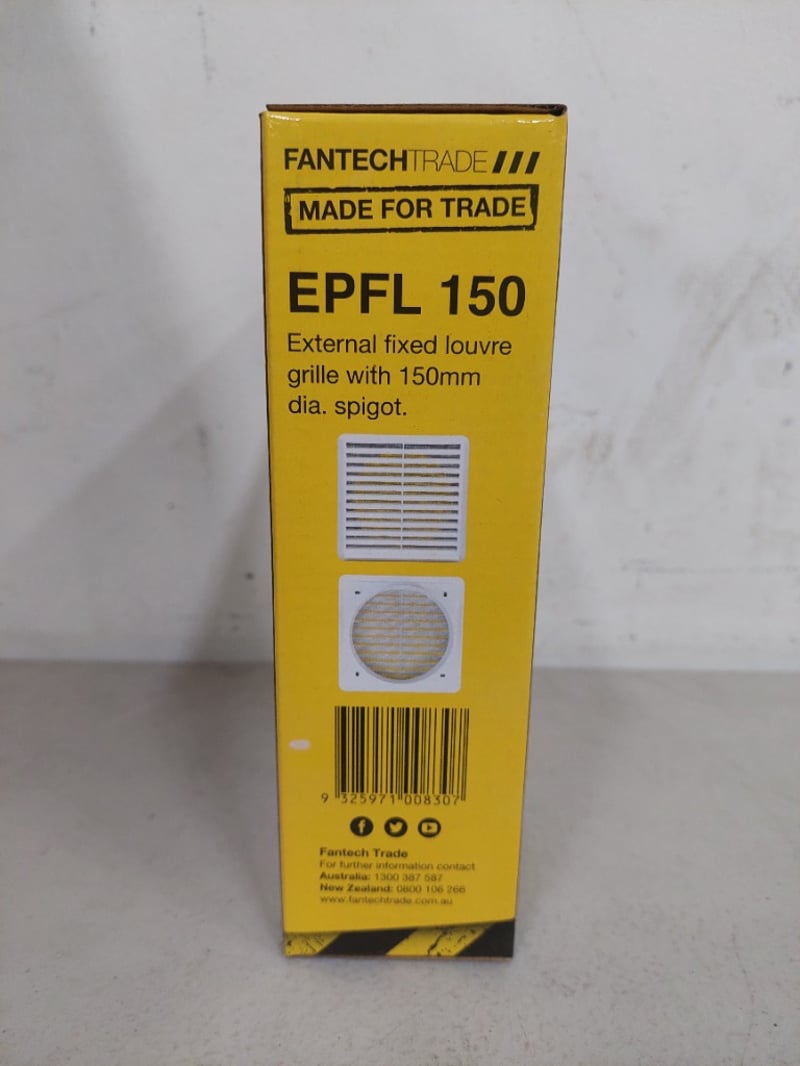 FANTECHTRADE
MADE FOR TRADE
EPFL 150
External fixed louvre
grille with 150mm
dia. spigot.
9 325971 008307
Fantech Trade
For further information contact
Australia: 1300 387 587
New Zealand: 0800 106 266
www.fantechtrade.com.au